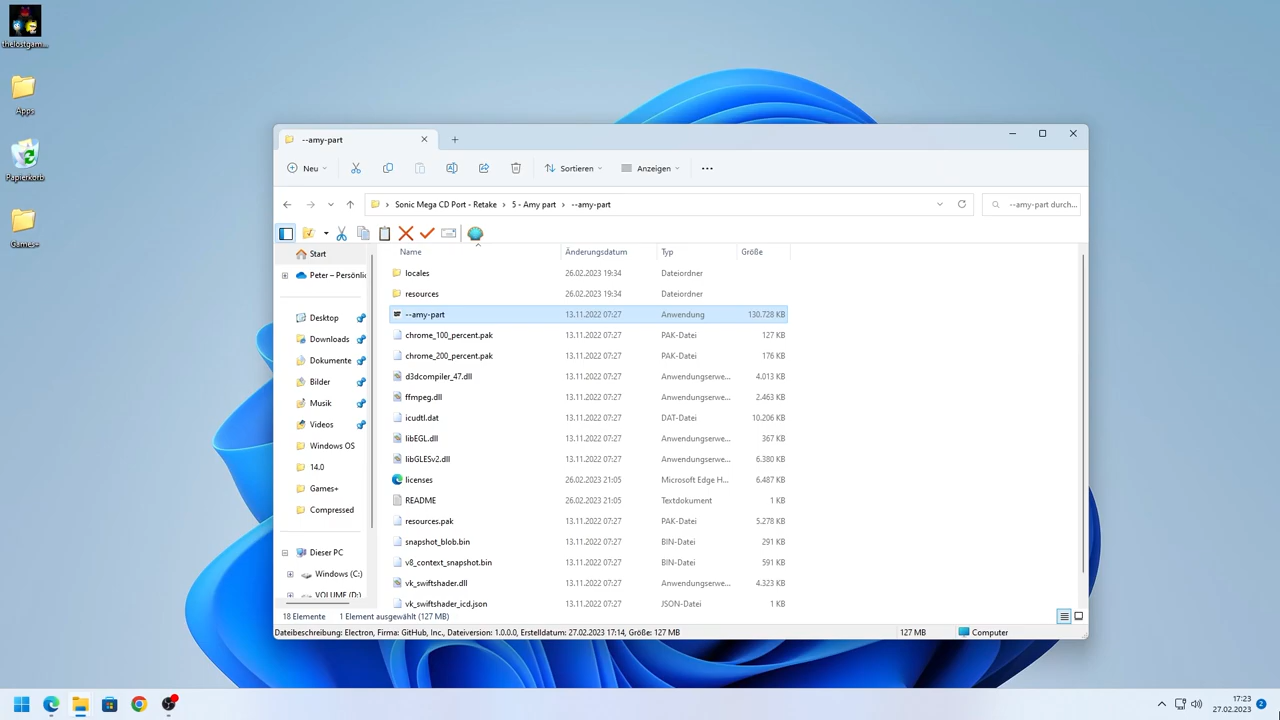 thelostgam...
Apps
Papierkorb
Games+
--amy-part
Neu
Sortieren
Anzeigen
Sonic Mega CD Port - Retake
5 - Amy part
--amy-part
--amy-part durch...
Name
Änderungsdatum
Typ
Größe
Start
Peter – Persönli
Desktop
Downloads
Dokumente
Bilder
Musik
Videos
Windows OS
14.0
Games+
Compressed
Dieser PC
Windows (C:)
VOLUME (D:)
locales 26.02.2023 19:34 Dateiordner
resources 26.02.2023 19:34 Dateiordner
--amy-part 13.11.2022 07:27 Anwendung 130.728 KB
chrome_100_percent.pak 13.11.2022 07:27 PAK-Datei 127 KB
chrome_200_percent.pak 13.11.2022 07:27 PAK-Datei 176 KB
d3dcompiler_47.dll 13.11.2022 07:27 Anwendungserwe... 4.013 KB
ffmpeg.dll 13.11.2022 07:27 Anwendungserwe... 2.463 KB
icudtl.dat 13.11.2022 07:27 DAT-Datei 10.206 KB
libEGL.dll 13.11.2022 07:27 Anwendungserwe... 367 KB
libGLESv2.dll 13.11.2022 07:27 Anwendungserwe... 6.380 KB
licenses 26.02.2023 21:05 Microsoft Edge H... 6.487 KB
README 26.02.2023 21:05 Textdokument 1 KB
resources.pak 13.11.2022 07:27 PAK-Datei 5.278 KB
snapshot_blob.bin 13.11.2022 07:27 BIN-Datei 291 KB
v8_context_snapshot.bin 13.11.2022 07:27 BIN-Datei 591 KB
vk_swiftshader.dll 13.11.2022 07:27 Anwendungserwe... 4.323 KB
vk_swiftshader_icd.json 13.11.2022 07:27 JSON-Datei 1 KB
18 Elemente
1 Element ausgewählt (127 MB)
Dateibeschreibung: Electron, Firma: GitHub, Inc., Dateiversion: 1.0.0.0, Erstelldatum: 27.02.2023 17:14, Größe: 127 MB
127 MB
Computer
17:23
27.02.2023
2